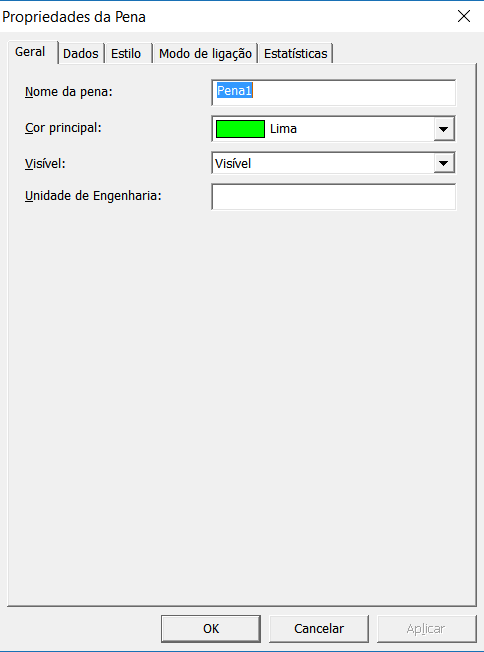 Propriedades da Pena
Geral Dados Estilo Modo de ligação Estatísticas
Nome da pena: Pena1
Cor principal: Lima
Visível: Visível
Unidade de Engenharia:
OK Cancelar Aplicar